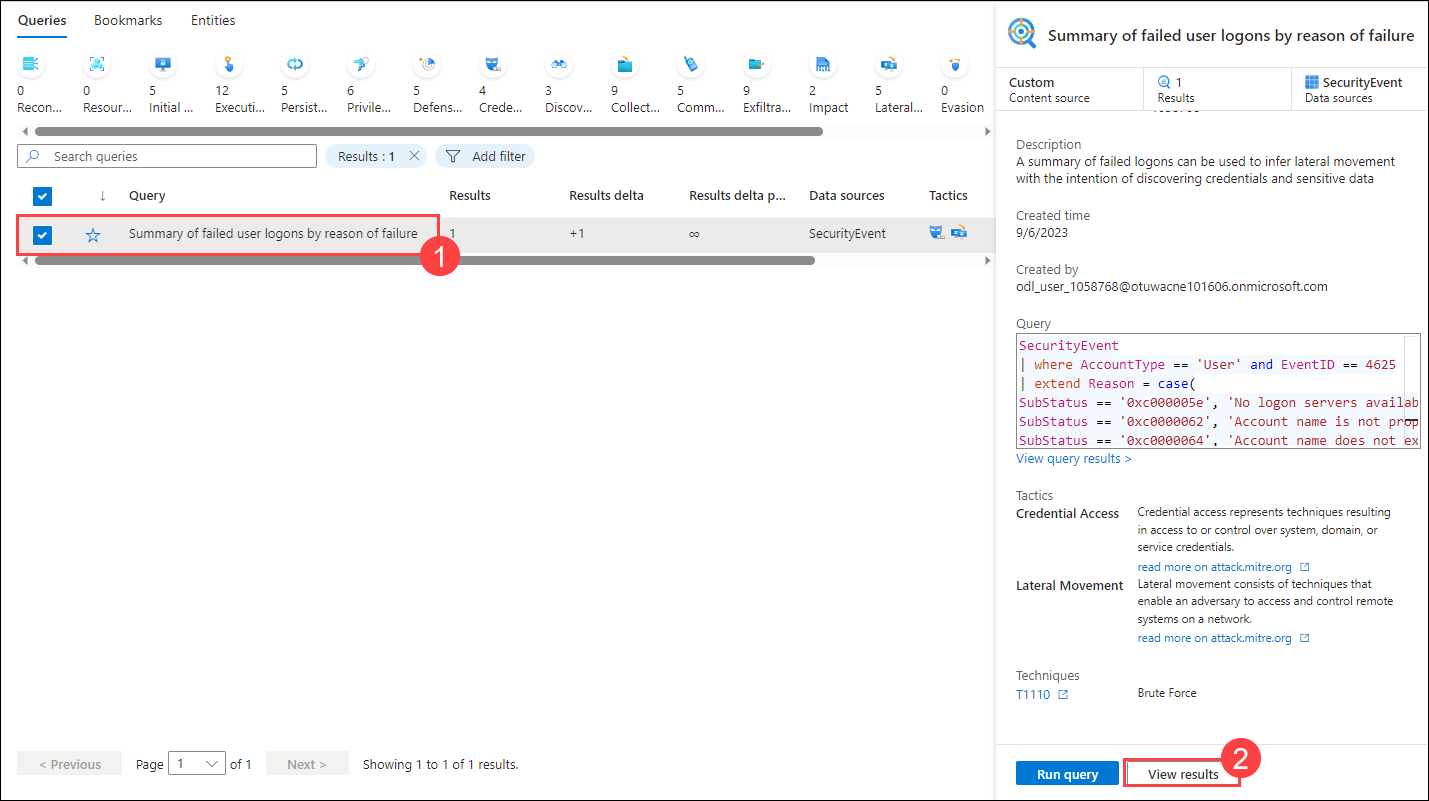 Queries Bookmarks Entities
0 0 5 12 5 6 5 4 3 9 5 9 2 5 0
Recon... Resour... Initial ... Executi... Persist... Privile... Defens... Crede... Discov... Collect... Comm... Exfiltra... Impact Lateral... Evasion
Search queries Results : 1 Add filter
Query Results Results delta Results delta p... Data sources Tactics
Summary of failed user logons by reason of failure 1 +1 ∞ SecurityEvent
1
< Previous Page 1 of 1 Next > Showing 1 to 1 of 1 results.
Summary of failed user logons by reason of failure
Custom 1 SecurityEvent
Content source Results Data sources
Description
A summary of failed logons can be used to infer lateral movement
with the intention of discovering credentials and sensitive data
Created time
9/6/2023
Created by
odl_user_1058768@otuwacne101606.onmicrosoft.com
Query
SecurityEvent
| where AccountType == 'User' and EventID == 4625
| extend Reason = case(
SubStatus == '0xc000005e', 'No logon servers availab
SubStatus == '0xc0000062', 'Account name is not prop
SubStatus == '0xc0000064', 'Account name does not ex
View query results >
Tactics
Credential Access
Credential access represents techniques resulting
in access to or control over system, domain, or
service credentials.
read more on attack.mitre.org
Lateral Movement
Lateral movement consists of techniques that
enable an adversary to access and control remote
systems on a network.
read more on attack.mitre.org
Techniques
T1110 Brute Force
Run query View results
2